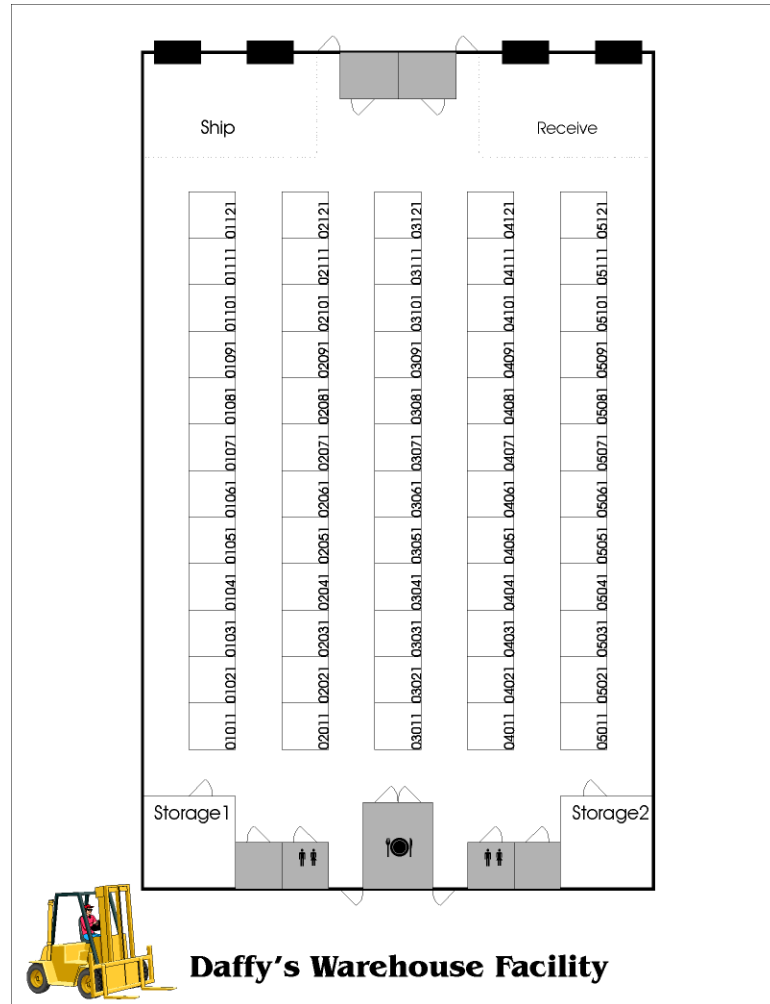 Ship
Receive
01121 02121 03121 04121 05121
01111 02111 03111 04111 05111
01101 02101 03101 04101 05101
01091 02091 03091 04091 05091
01081 02081 03081 04081 05081
01071 02071 03071 04071 05071
01061 02061 03061 04061 05061
01051 02051 03051 04051 05051
01041 02041 03041 04041 05041
01031 02031 03031 04031 05031
01021 02021 03021 04021 05021
01011 02011 03011 04011 05011
Storage1
Storage2
Daffy's Warehouse Facility